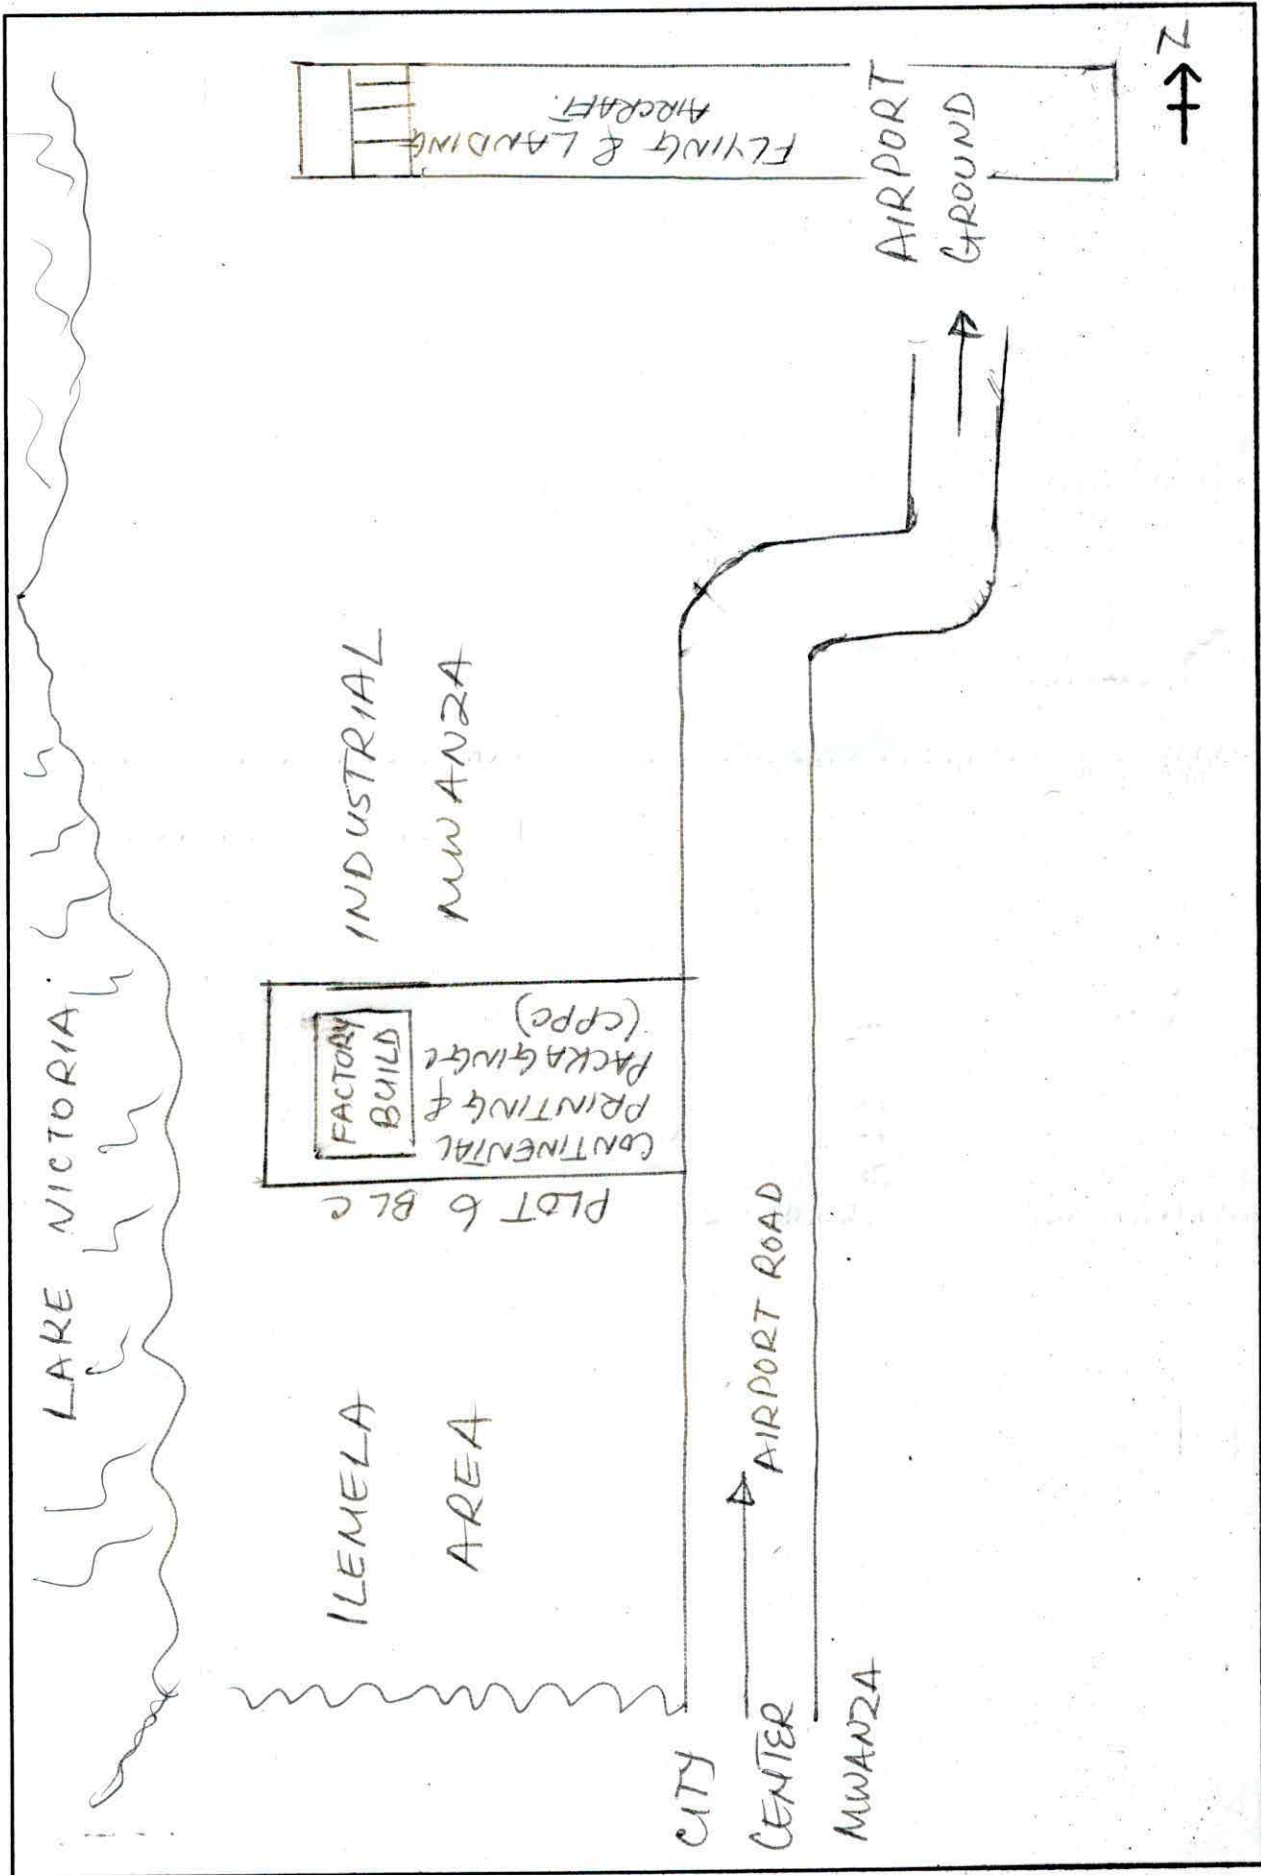 LAKE NICTORIA.
ILEMELA
AREA
INDUSTRIAL
MWANZA
FACTORY
BUILD
CONTINENTAL
PRINTING &
PACKAGING C
(CPPC)
PLOT 6 BLC
CITY
CENTER
MWANZA
AIRPORT ROAD
AIRPORT
GROUND
FLYING & LANDING
AIRCRAFT.
N